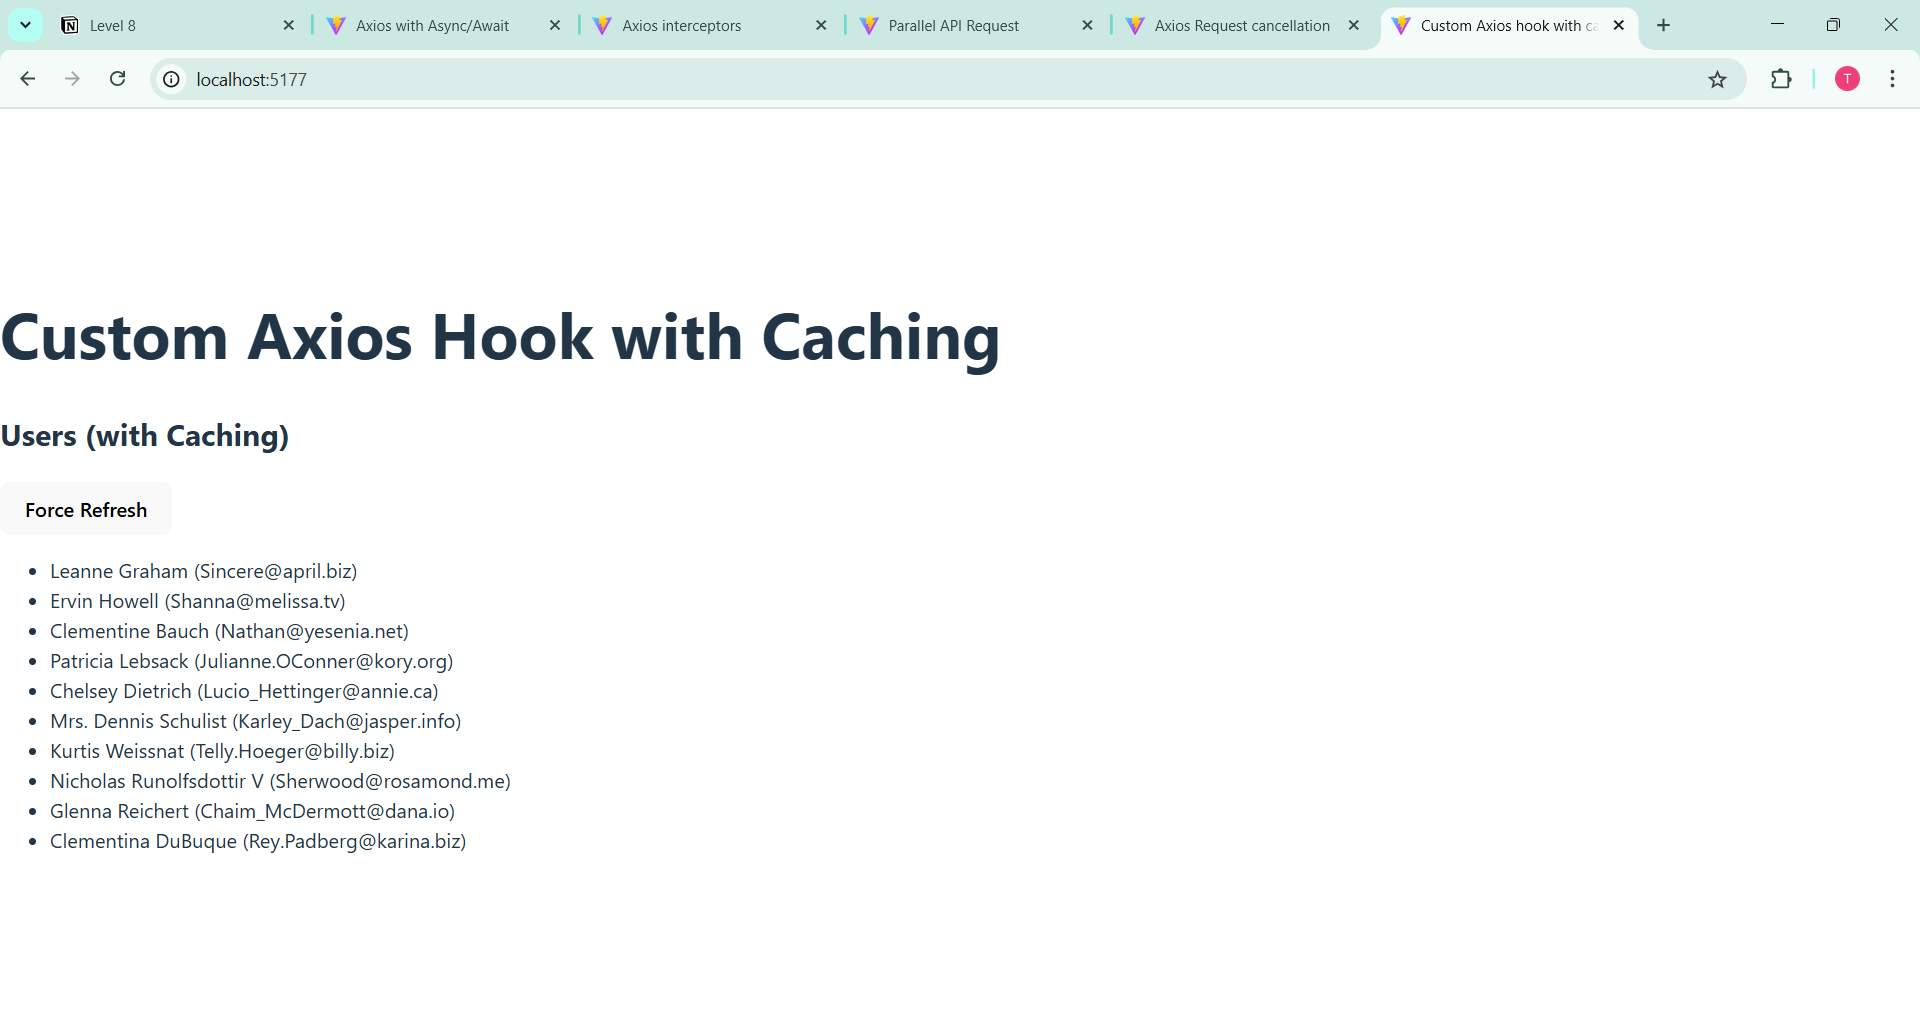 Level 8
Axios with Async/Await
Axios interceptors
Parallel API Request
Axios Request cancellation
Custom Axios hook with ca
localhost:5177
T
Custom Axios Hook with Caching
Users (with Caching)
Force Refresh
• Leanne Graham (Sincere@april.biz)
• Ervin Howell (Shanna@melissa.tv)
• Clementine Bauch (Nathan@yesenia.net)
• Patricia Lebsack (Julianne.OConner@kory.org)
• Chelsey Dietrich (Lucio_Hettinger@annie.ca)
• Mrs. Dennis Schulist (Karley_Dach@jasper.info)
• Kurtis Weissnat (Telly.Hoeger@billy.biz)
• Nicholas Runolfsdottir V (Sherwood@rosamond.me)
• Glenna Reichert (Chaim_McDermott@dana.io)
• Clementina DuBuque (Rey.Padberg@karina.biz)